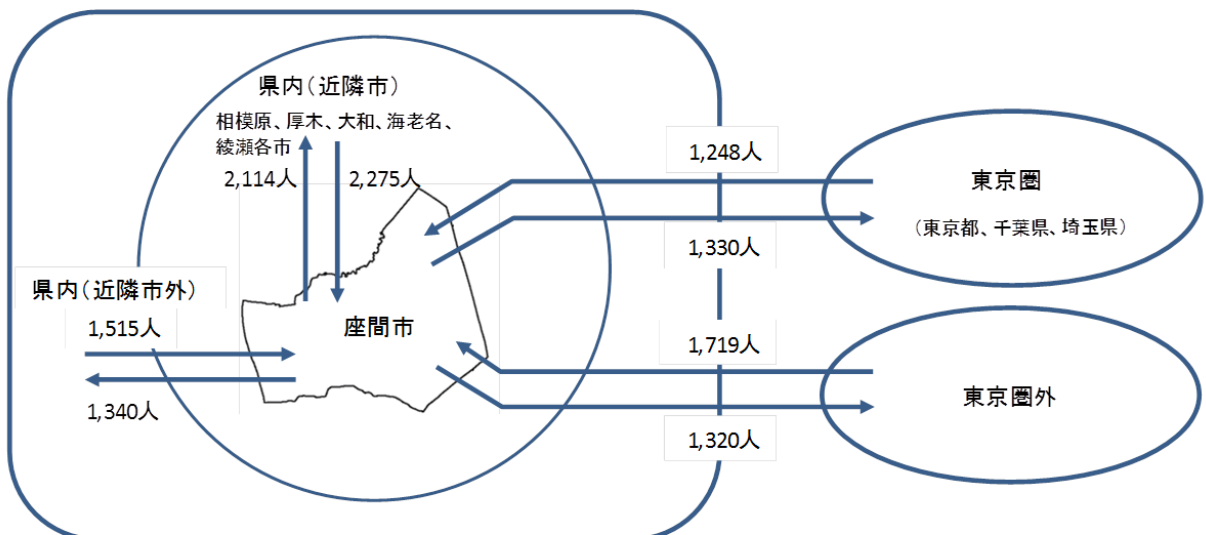 県内(近隣市)
相模原、厚木、大和、海老名、
綾瀬各市
2,114人
2,275人
県内(近隣市外)
1,515人
1,340人
座間市
1,248人
1,330人
東京圏
(東京都、千葉県、埼玉県)
1,719人
1,320人
東京圏外